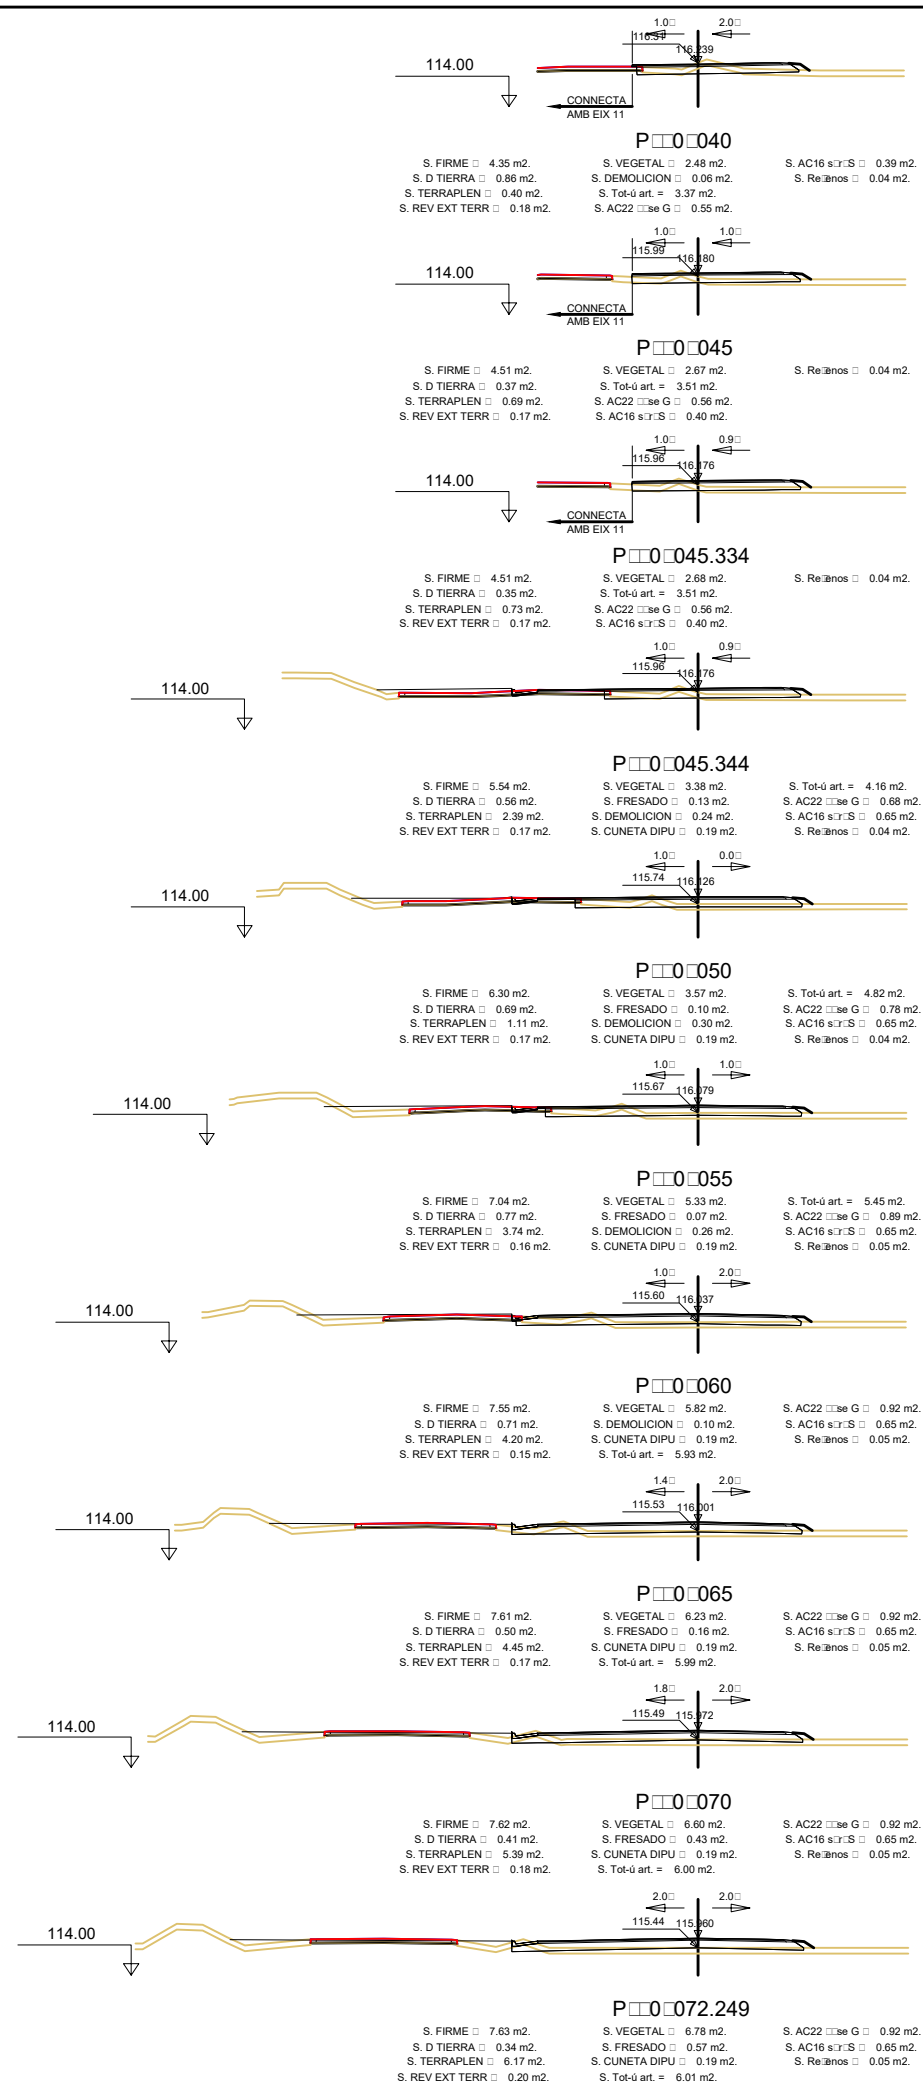 1.0□ 2.0□
116.31 116.239
114.00
CONNECTA
AMB EIX 11
P□□0□040
S. FIRME □ 4.35 m2. S. VEGETAL □ 2.48 m2. S. AC16 s□r□S □ 0.39 m2.
S. D TIERRA □ 0.86 m2. S. DEMOLICION □ 0.06 m2. S. Re□enos □ 0.04 m2.
S. TERRAPLEN □ 0.40 m2. S. Tot-ú art. = 3.37 m2.
S. REV EXT TERR □ 0.18 m2. S. AC22 □□se G □ 0.55 m2.
1.0□ 1.0□
115.99 116.180
114.00
CONNECTA
AMB EIX 11
P□□0□045
S. FIRME □ 4.51 m2. S. VEGETAL □ 2.67 m2. S. Re□enos □ 0.04 m2.
S. D TIERRA □ 0.37 m2. S. Tot-ú art. = 3.51 m2.
S. TERRAPLEN □ 0.69 m2. S. AC22 □□se G □ 0.56 m2.
S. REV EXT TERR □ 0.17 m2. S. AC16 s□r□S □ 0.40 m2.
1.0□ 0.9□
115.96 116.176
114.00
CONNECTA
AMB EIX 11
P□□0□045.334
S. FIRME □ 4.51 m2. S. VEGETAL □ 2.68 m2. S. Re□enos □ 0.04 m2.
S. D TIERRA □ 0.35 m2. S. Tot-ú art. = 3.51 m2.
S. TERRAPLEN □ 0.73 m2. S. AC22 □□se G □ 0.56 m2.
S. REV EXT TERR □ 0.17 m2. S. AC16 s□r□S □ 0.40 m2.
1.0□ 0.9□
115.96 116.176
114.00
P□□0□045.344
S. FIRME □ 5.54 m2. S. VEGETAL □ 3.38 m2. S. Tot-ú art. = 4.16 m2.
S. D TIERRA □ 0.56 m2. S. FRESADO □ 0.13 m2. S. AC22 □□se G □ 0.68 m2.
S. TERRAPLEN □ 2.39 m2. S. DEMOLICION □ 0.24 m2. S. AC16 s□r□S □ 0.65 m2.
S. REV EXT TERR □ 0.17 m2. S. CUNETA DIPU □ 0.19 m2. S. Re□enos □ 0.04 m2.
1.0□ 0.0□
115.74 116.126
114.00
P□□0□050
S. FIRME □ 6.30 m2. S. VEGETAL □ 3.57 m2. S. Tot-ú art. = 4.82 m2.
S. D TIERRA □ 0.69 m2. S. FRESADO □ 0.10 m2. S. AC22 □□se G □ 0.78 m2.
S. TERRAPLEN □ 1.11 m2. S. DEMOLICION □ 0.30 m2. S. AC16 s□r□S □ 0.65 m2.
S. REV EXT TERR □ 0.17 m2. S. CUNETA DIPU □ 0.19 m2. S. Re□enos □ 0.04 m2.
1.0□ 1.0□
115.67 116.079
114.00
P□□0□055
S. FIRME □ 7.04 m2. S. VEGETAL □ 5.33 m2. S. Tot-ú art. = 5.45 m2.
S. D TIERRA □ 0.77 m2. S. FRESADO □ 0.07 m2. S. AC22 □□se G □ 0.89 m2.
S. TERRAPLEN □ 3.74 m2. S. DEMOLICION □ 0.26 m2. S. AC16 s□r□S □ 0.65 m2.
S. REV EXT TERR □ 0.16 m2. S. CUNETA DIPU □ 0.19 m2. S. Re□enos □ 0.05 m2.
1.0□ 2.0□
115.60 116.037
114.00
P□□0□060
S. FIRME □ 7.55 m2. S. VEGETAL □ 5.82 m2. S. AC22 □□se G □ 0.92 m2.
S. D TIERRA □ 0.71 m2. S. DEMOLICION □ 0.10 m2. S. AC16 s□r□S □ 0.65 m2.
S. TERRAPLEN □ 4.20 m2. S. CUNETA DIPU □ 0.19 m2. S. Re□enos □ 0.05 m2.
S. REV EXT TERR □ 0.15 m2. S. Tot-ú art. = 5.93 m2.
1.4□ 2.0□
115.53 116.001
114.00
P□□0□065
S. FIRME □ 7.61 m2. S. VEGETAL □ 6.23 m2. S. AC22 □□se G □ 0.92 m2.
S. D TIERRA □ 0.50 m2. S. FRESADO □ 0.16 m2. S. AC16 s□r□S □ 0.65 m2.
S. TERRAPLEN □ 4.45 m2. S. CUNETA DIPU □ 0.19 m2. S. Re□enos □ 0.05 m2.
S. REV EXT TERR □ 0.17 m2. S. Tot-ú art. = 5.99 m2.
1.8□ 2.0□
115.49 115.972
114.00
P□□0□070
S. FIRME □ 7.62 m2. S. VEGETAL □ 6.60 m2. S. AC22 □□se G □ 0.92 m2.
S. D TIERRA □ 0.41 m2. S. FRESADO □ 0.43 m2. S. AC16 s□r□S □ 0.65 m2.
S. TERRAPLEN □ 5.39 m2. S. CUNETA DIPU □ 0.19 m2. S. Re□enos □ 0.05 m2.
S. REV EXT TERR □ 0.18 m2. S. Tot-ú art. = 6.00 m2.
2.0□ 2.0□
115.44 115.960
114.00
P□□0□072.249
S. FIRME □ 7.63 m2. S. VEGETAL □ 6.78 m2. S. AC22 □□se G □ 0.92 m2.
S. D TIERRA □ 0.34 m2. S. FRESADO □ 0.57 m2. S. AC16 s□r□S □ 0.65 m2.
S. TERRAPLEN □ 6.17 m2. S. CUNETA DIPU □ 0.19 m2. S. Re□enos □ 0.05 m2.
S. REV EXT TERR □ 0.20 m2. S. Tot-ú art. = 6.01 m2.